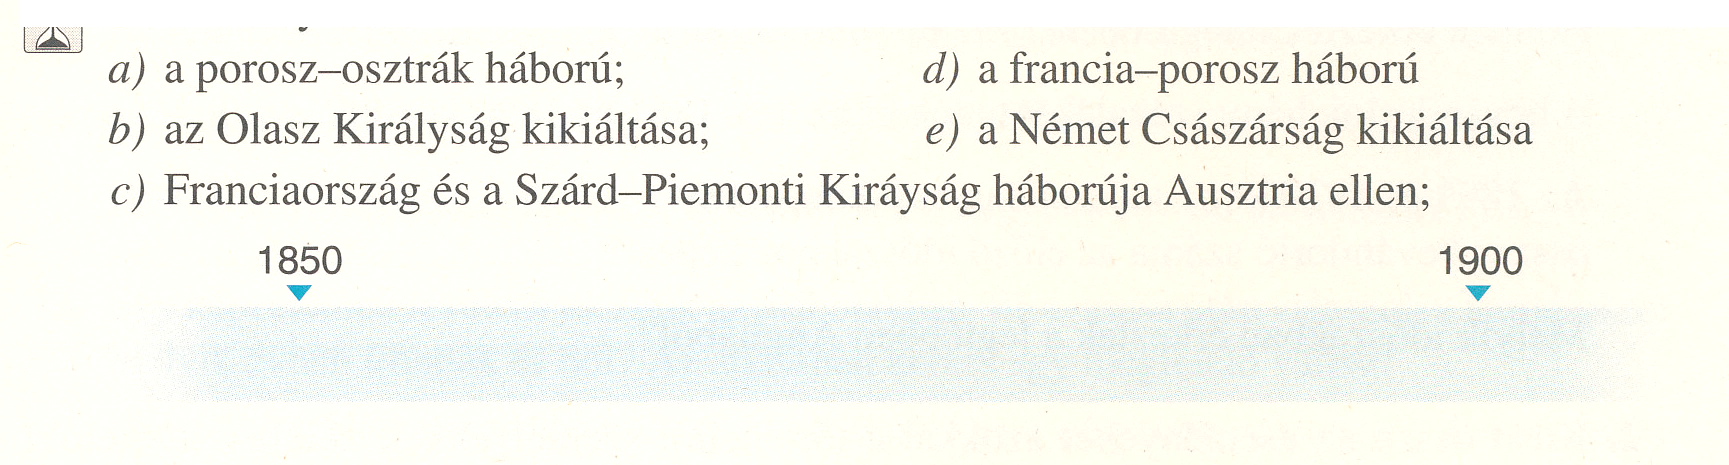 a) a porosz–osztrák háború;
d) a francia–porosz háború
b) az Olasz Királyság kikiáltása;
e) a Német Császárság kikiáltása
c) Franciaország és a Szárd–Piemonti Kiráyság háborúja Ausztria ellen;
1850
1900